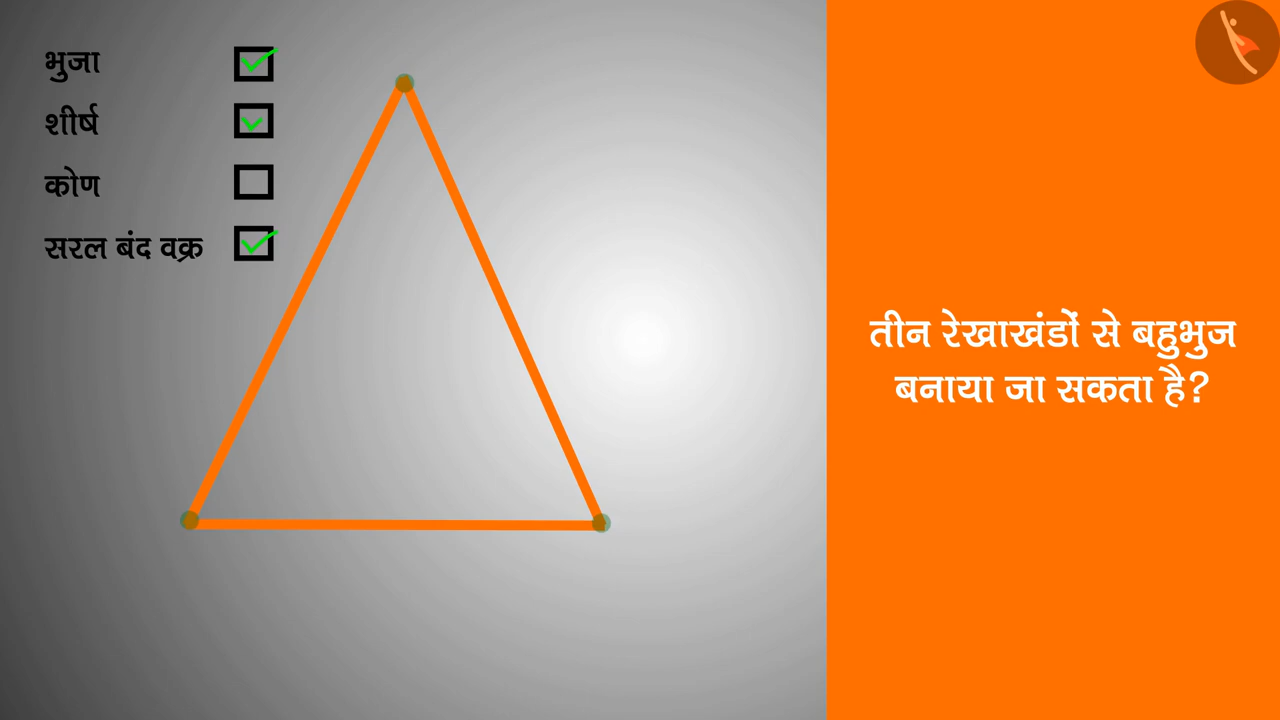 भुजा
शीर्ष
कोण
सरल बंद वक्र
तीन रेखाखंडों से बहुभुज
बनाया जा सकता है?